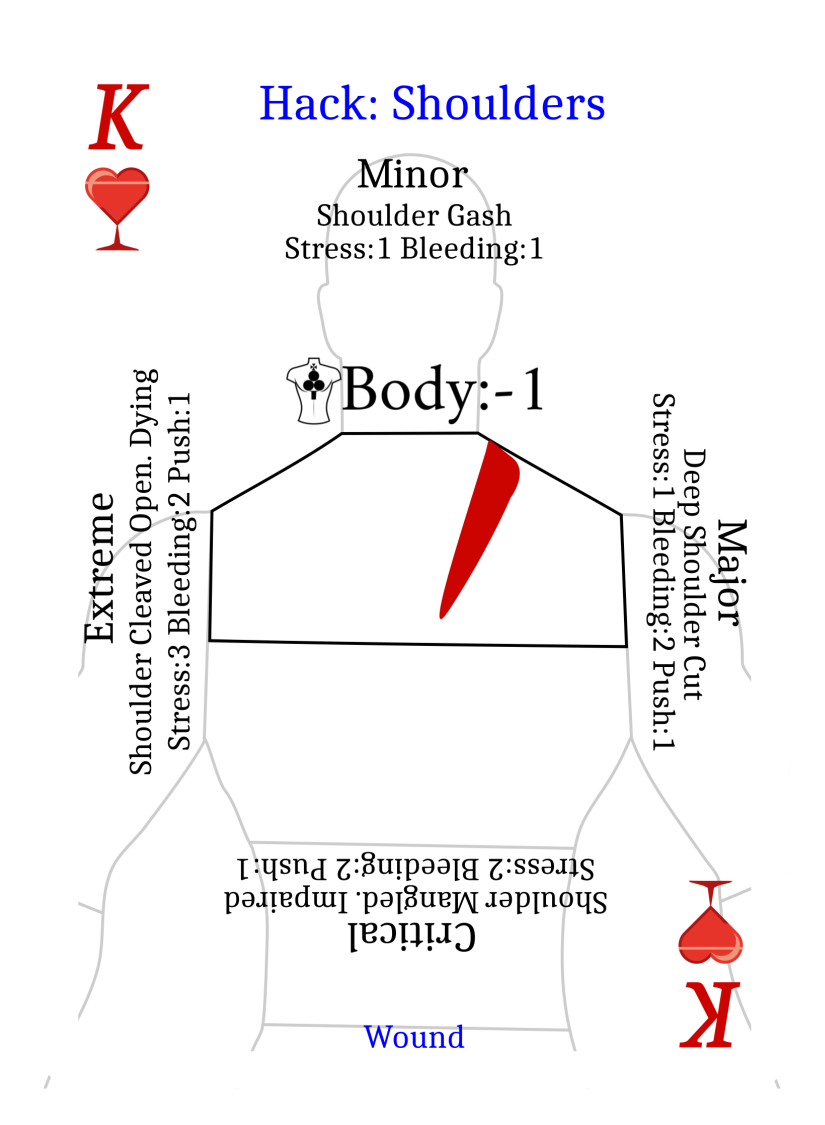 K
Hack: Shoulders
Minor
Shoulder Gash
Stress:1 Bleeding:1
Body:-1
Extreme
Shoulder Cleaved Open. Dying
Stress:3 Bleeding:2 Push:1
Major
Deep Shoulder Cut
Stress:1 Bleeding:2 Push:1
Critical
Shoulder Mangled. Impaired
Stress:2 Bleeding:2 Push:1
Wound
K